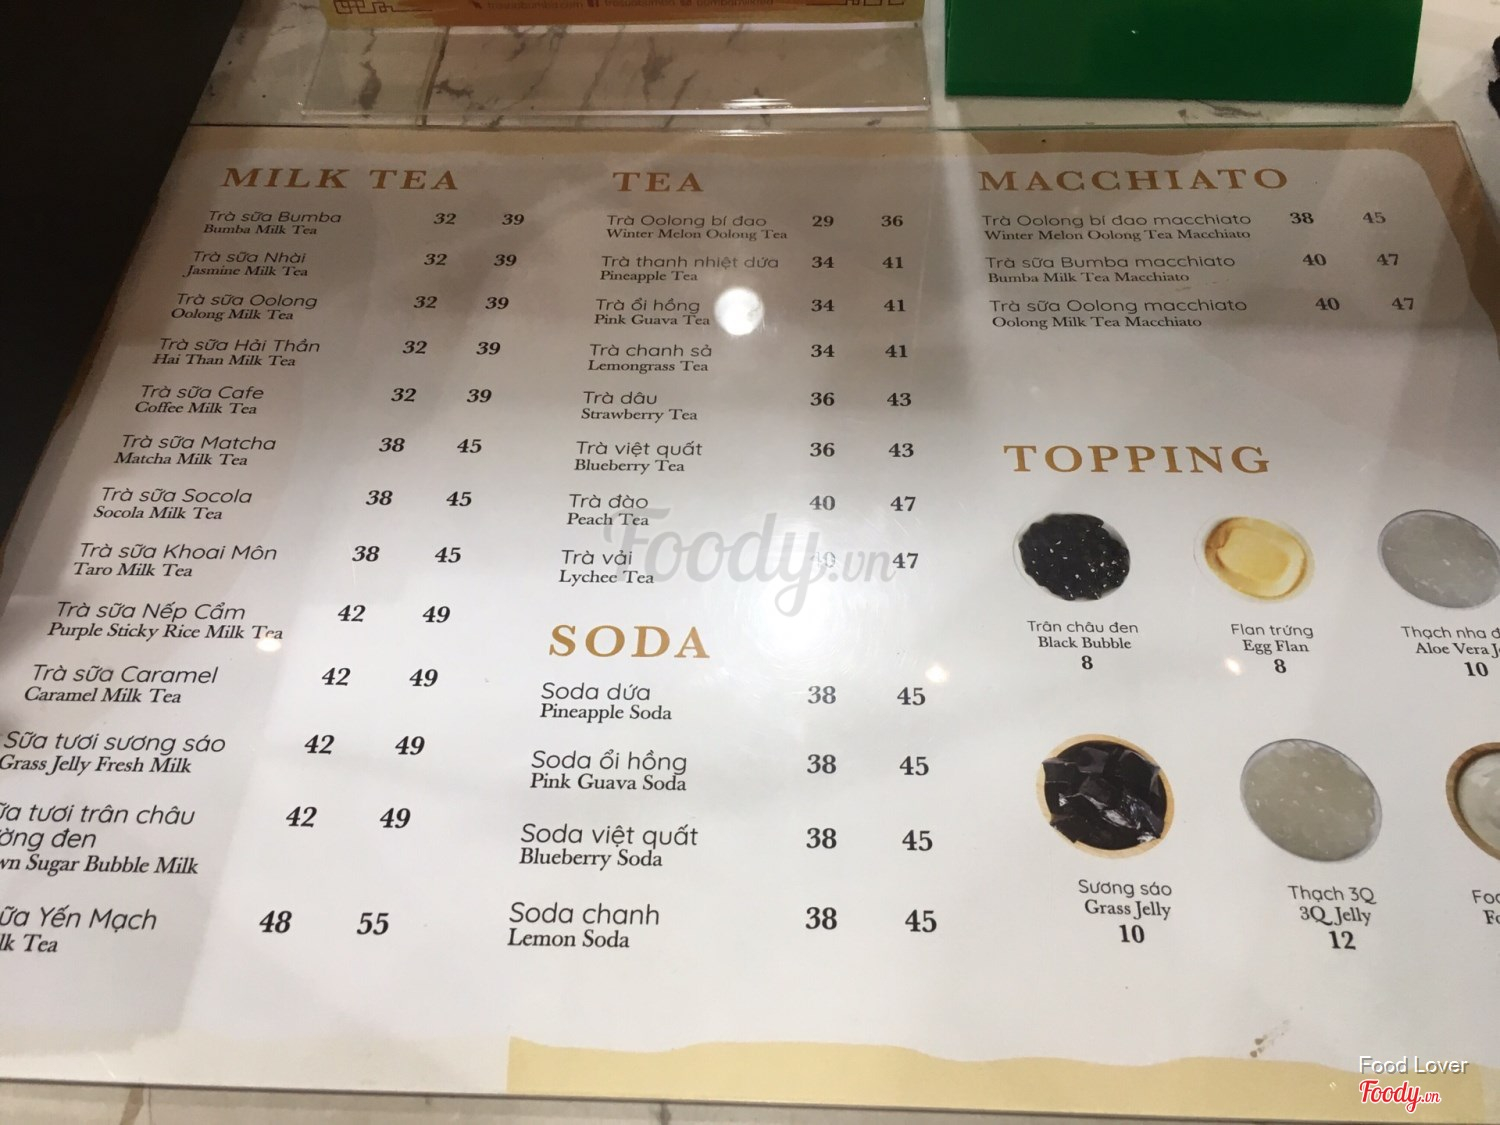 MILK TEA
Trà sữa Bumba 32 39
Bumba Milk Tea
Trà sữa Nhài 32 39
Jasmine Milk Tea
Trà sữa Oolong 32 39
Oolong Milk Tea
Trà sữa Hải Thần 32 39
Hai Than Milk Tea
Trà sữa Cafe 32 39
Coffee Milk Tea
Trà sữa Matcha 38 45
Matcha Milk Tea
Trà sữa Socola 38 45
Socola Milk Tea
Trà sữa Khoai Môn 38 45
Taro Milk Tea
Trà sữa Nếp Cẩm 42 49
Purple Sticky Rice Milk Tea
Trà sữa Caramel 42 49
Caramel Milk Tea
Sữa tươi sương sáo 42 49
Grass Jelly Fresh Milk
tươi trân châu 42 49
đen
Sugar Bubble Milk
Yến Mạch 48 55
Tea
TEA
Trà Oolong bí đao 29 36
Winter Melon Oolong Tea
Trà thanh nhiệt dứa 34 41
Pineapple Tea
Trà ổi hồng 34 41
Pink Guava Tea
Trà chanh sả 34 41
Lemongrass Tea
Trà dâu 36 43
Strawberry Tea
Trà việt quất 36 43
Blueberry Tea
Trà đào 40 47
Peach Tea
Trà vải 40 47
Lychee Tea
SODA
Soda dứa 38 45
Pineapple Soda
Soda ổi hồng 38 45
Pink Guava Soda
Soda việt quất 38 45
Blueberry Soda
Soda chanh 38 45
Lemon Soda
MACCHIATO
Trà Oolong bí đao macchiato 38 45
Winter Melon Oolong Tea Macchiato
Trà sữa Bumba macchiato 40 47
Bumba Milk Tea Macchiato
Trà sữa Oolong macchiato 40 47
Oolong Milk Tea Macchiato
TOPPING
Trân châu đen
Black Bubble
8
Flan trứng
Egg Flan
8
Thạch nha
Aloe Vera
10
Sương sáo
Grass Jelly
10
Thạch 3Q
3Q Jelly
12
Foody.vn
Food Lover
Foody.vn